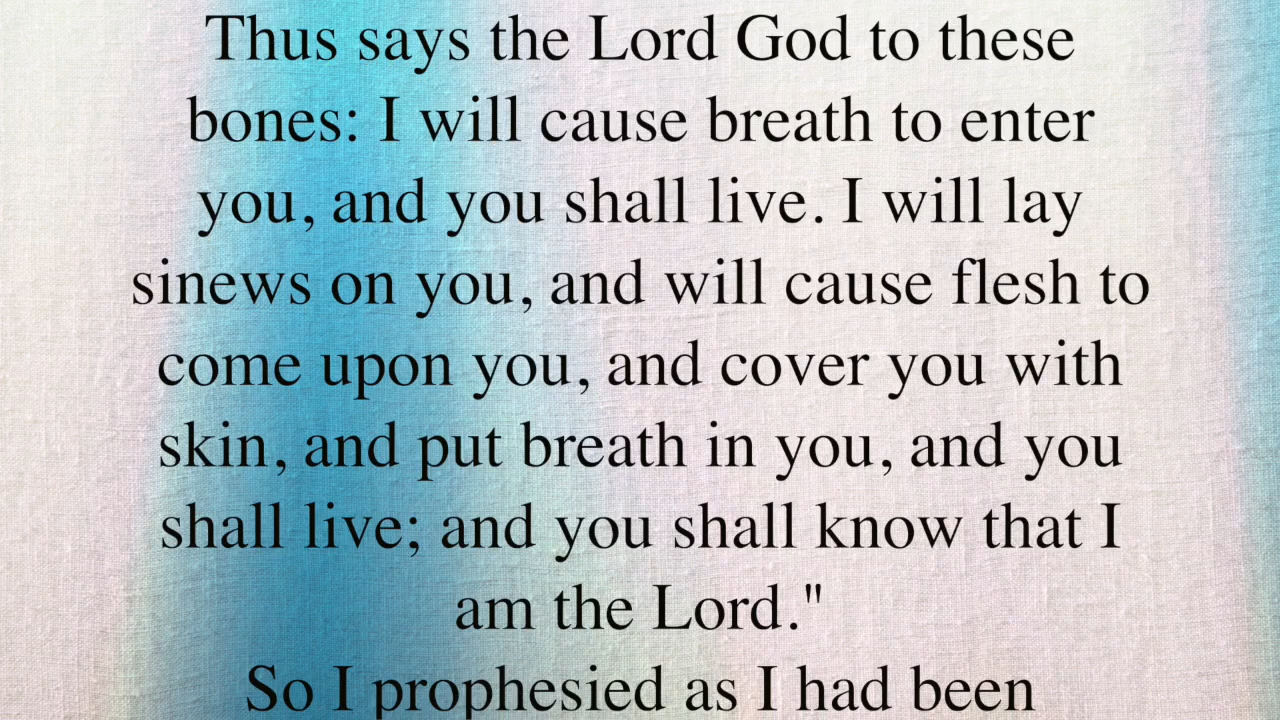 Thus says the Lord God to these
bones: I will cause breath to enter
you, and you shall live. I will lay
sinews on you, and will cause flesh to
come upon you, and cover you with
skin, and put breath in you, and you
shall live; and you shall know that I
am the Lord."
So I prophesied as I had been